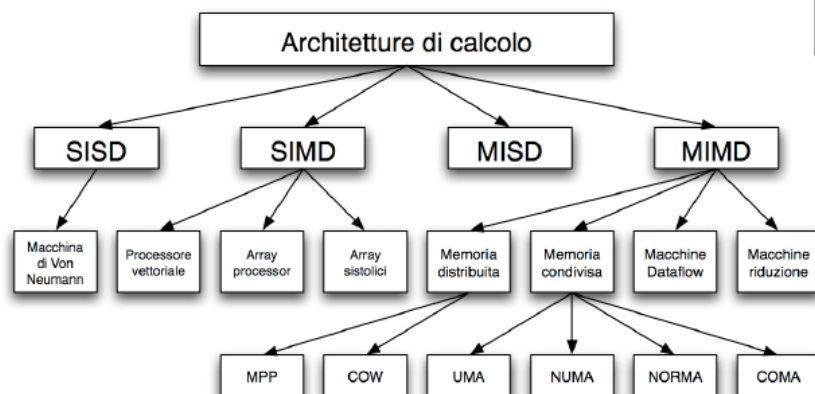 Architetture di calcolo
SISD
SIMD
MISD
MIMD
Macchina
di Von
Neumann
Processore
vettoriale
Array
processor
Array
sistolici
Memoria
distribuita
Memoria
condivisa
Macchine
Dataflow
Macchine
riduzione
MPP
COW
UMA
NUMA
NORMA
COMA